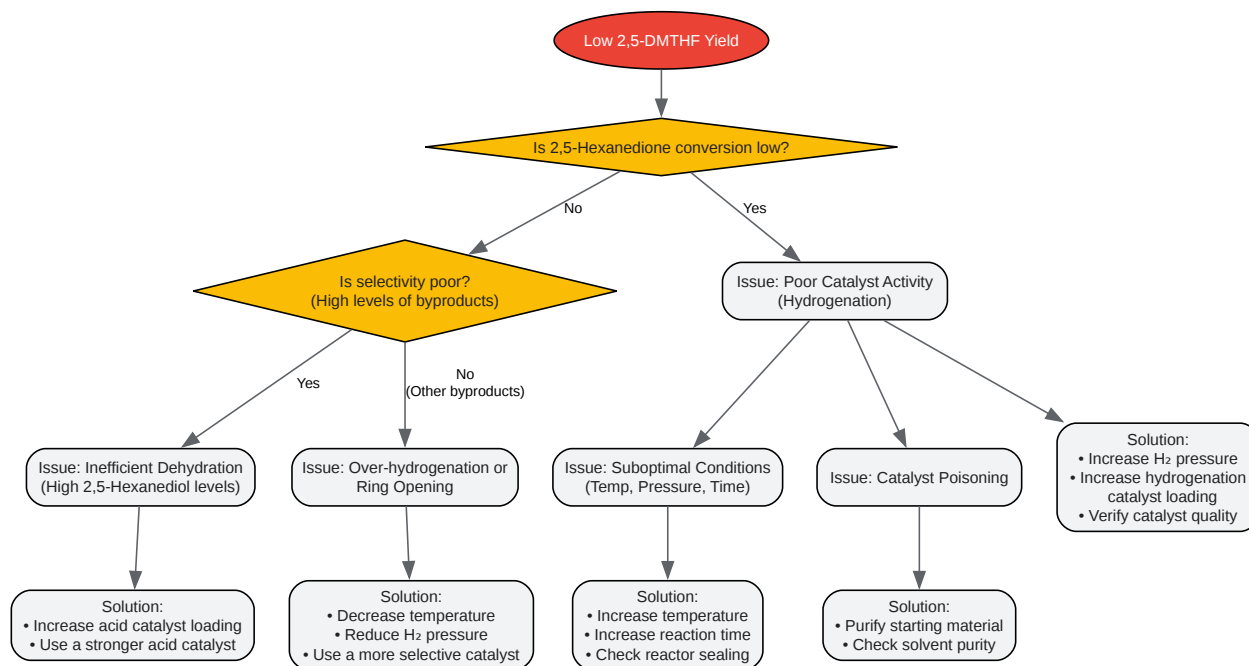 Low 2,5-DMTHF Yield
Is 2,5-Hexanedione conversion low?
No
Yes
Is selectivity poor?
(High levels of byproducts)
Issue: Poor Catalyst Activity
(Hydrogenation)
Yes
No
(Other byproducts)
Issue: Inefficient Dehydration
(High 2,5-Hexanediol levels)
Issue: Over-hydrogenation or
Ring Opening
Issue: Suboptimal Conditions
(Temp, Pressure, Time)
Issue: Catalyst Poisoning
Solution:
• Increase H₂ pressure
• Increase hydrogenation
catalyst loading
• Verify catalyst quality
Solution:
• Increase acid catalyst loading
• Use a stronger acid catalyst
Solution:
• Decrease temperature
• Reduce H₂ pressure
• Use a more selective catalyst
Solution:
• Increase temperature
• Increase reaction time
• Check reactor sealing
Solution:
• Purify starting material
• Check solvent purity